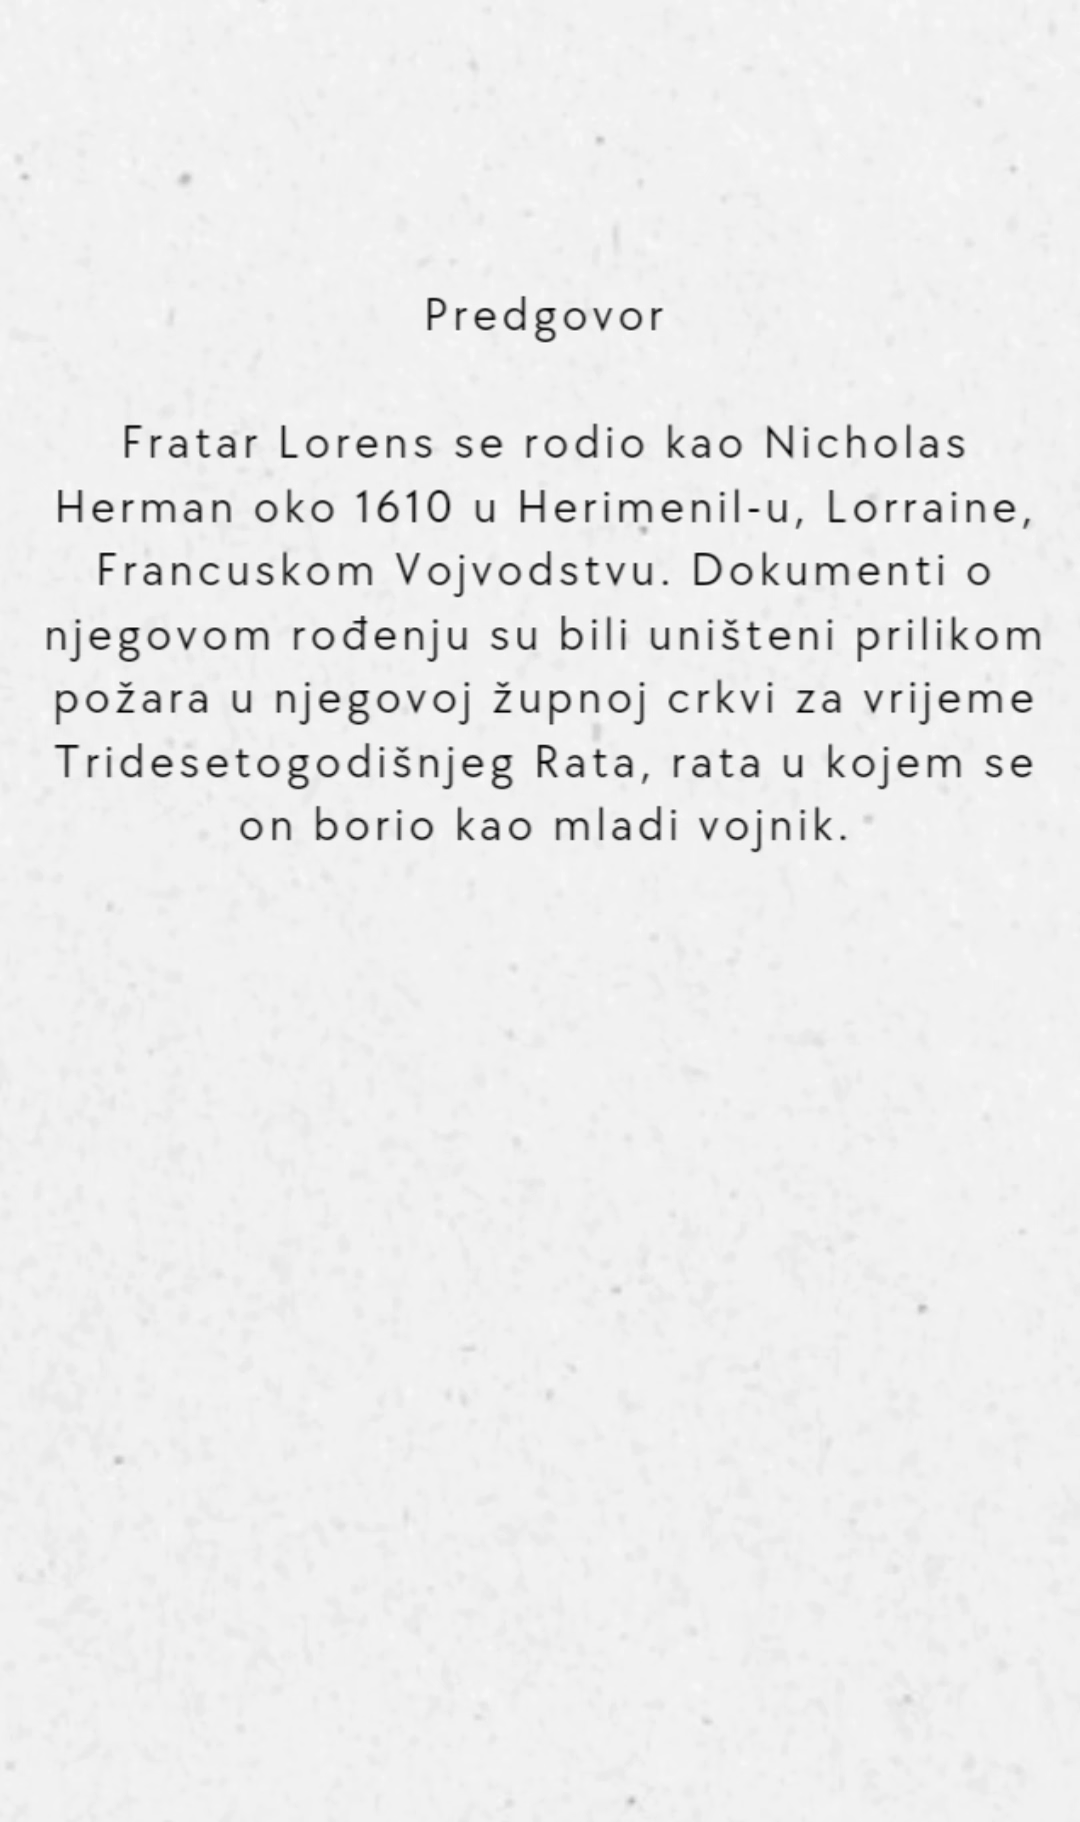 Predgovor
Fratar Lorens se rodio kao Nicholas
Herman oko 1610 u Herimenil-u, Lorraine,
Francuskom Vojvodstvu. Dokumenti o
njegovom rođenju su bili uništeni prilikom
požara u njegovoj župnoj crkvi za vrijeme
Tridesetogodišnjeg Rata, rata u kojem se
on borio kao mladi vojnik.